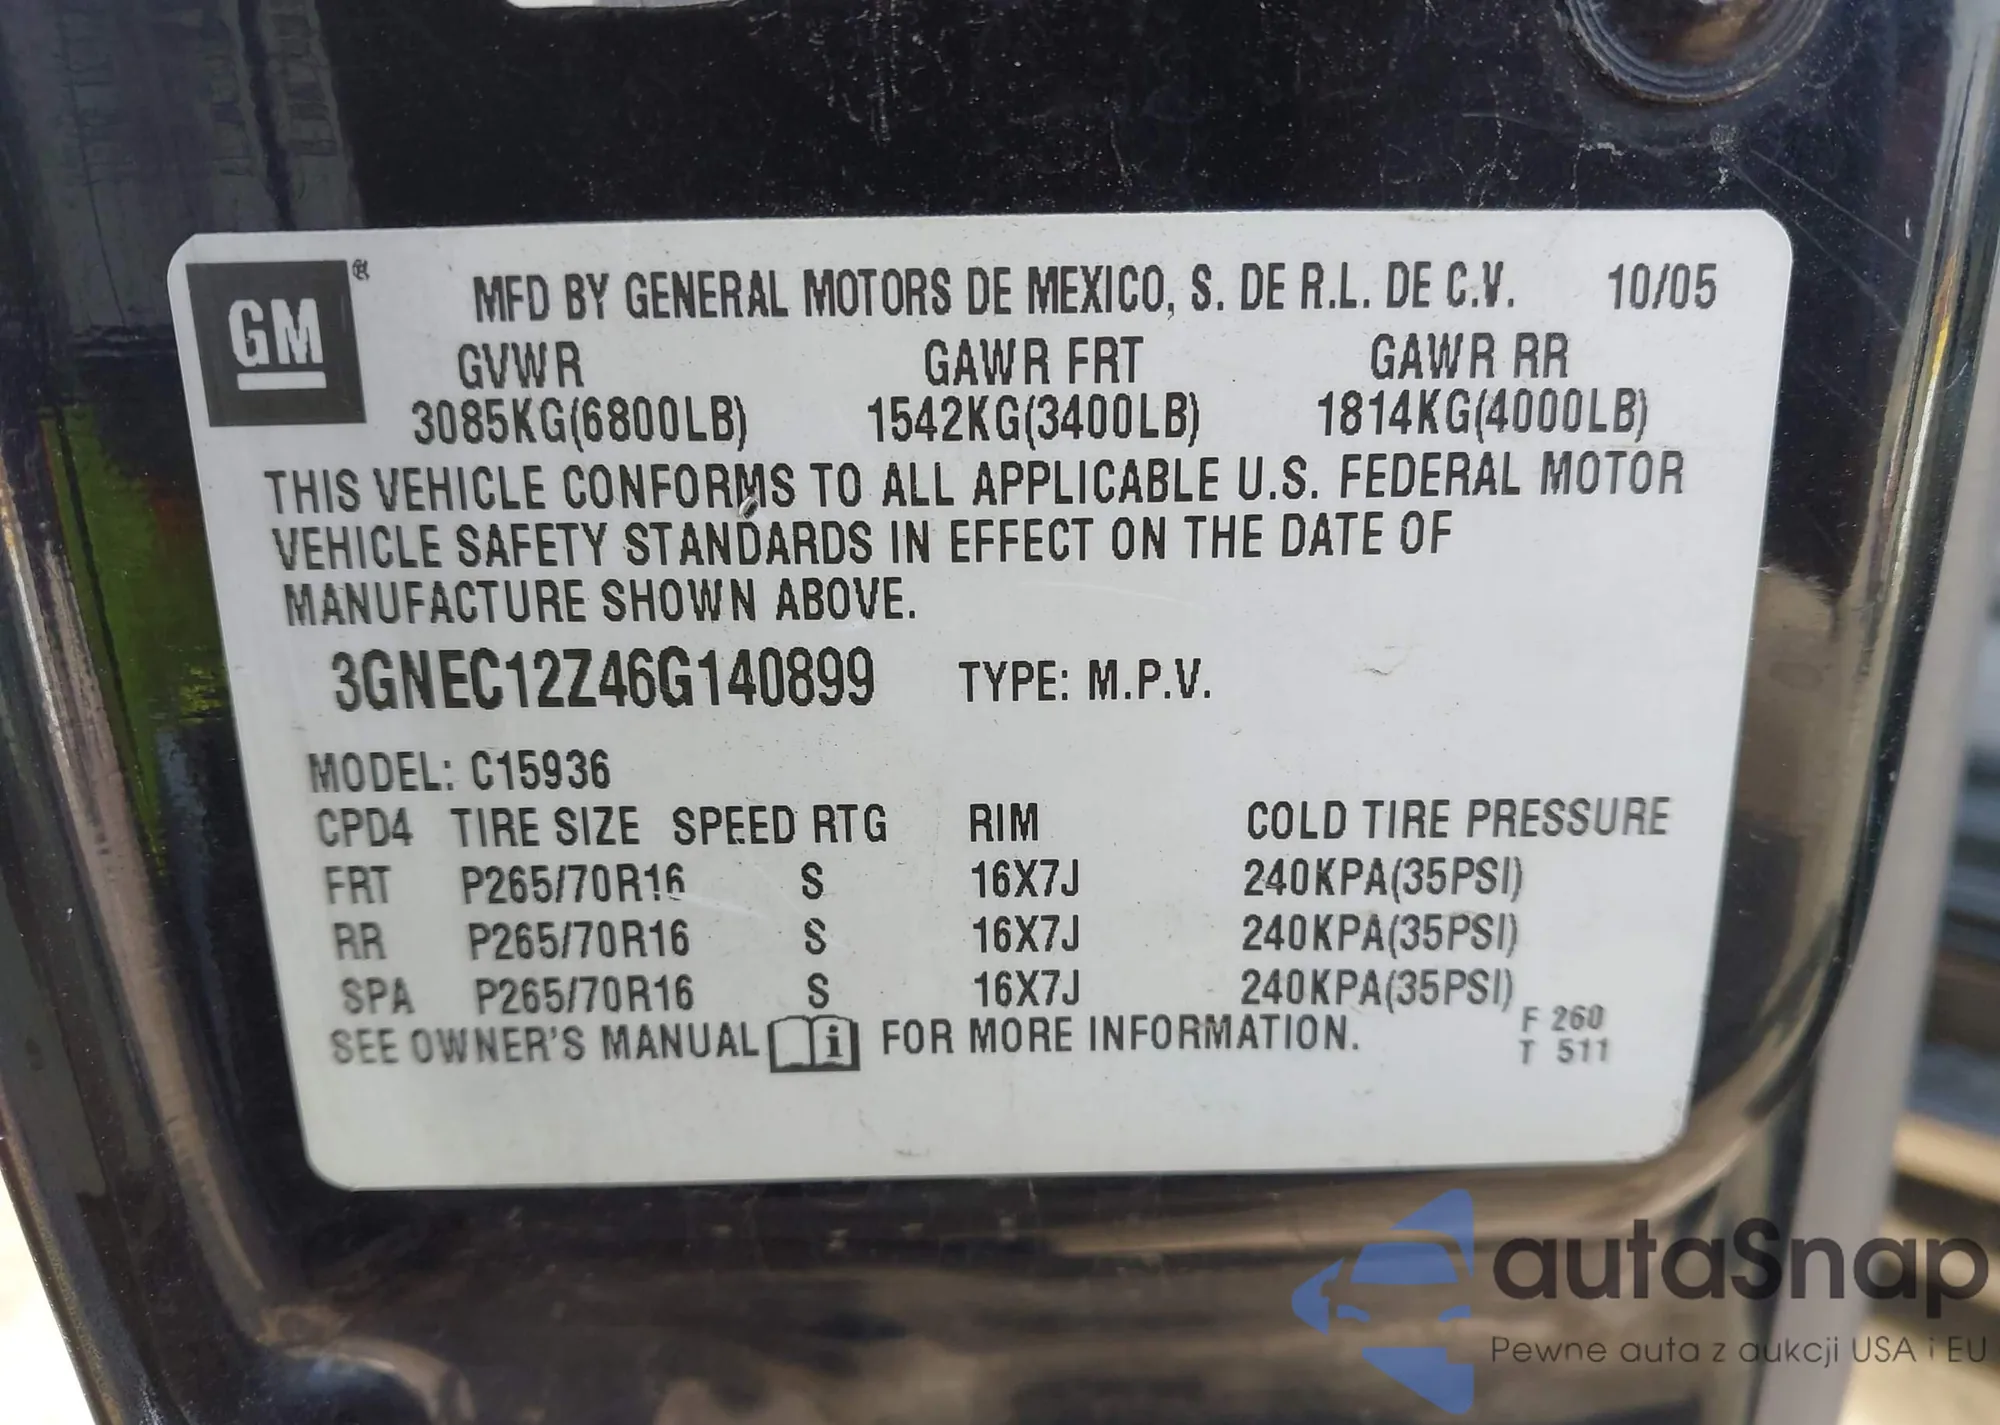 GM ®
MFD BY GENERAL MOTORS DE MEXICO, S. DE R.L. DE C.V. 10/05
GVWR GAWR FRT GAWR RR
3085KG(6800LB) 1542KG(3400LB) 1814KG(4000LB)
THIS VEHICLE CONFORMS TO ALL APPLICABLE U.S. FEDERAL MOTOR
VEHICLE SAFETY STANDARDS IN EFFECT ON THE DATE OF
MANUFACTURE SHOWN ABOVE.
3GNEC12Z46G140899 TYPE: M.P.V.
MODEL: C15936
CPD4 TIRE SIZE SPEED RTG RIM COLD TIRE PRESSURE
FRT P265/70R16 S 16X7J 240KPA(35PSI)
RR P265/70R16 S 16X7J 240KPA(35PSI)
SPA P265/70R16 S 16X7J 240KPA(35PSI)
SEE OWNER'S MANUAL i FOR MORE INFORMATION.
F 260
T 511
autaSnap
Pewne auta z aukcji USA i EU